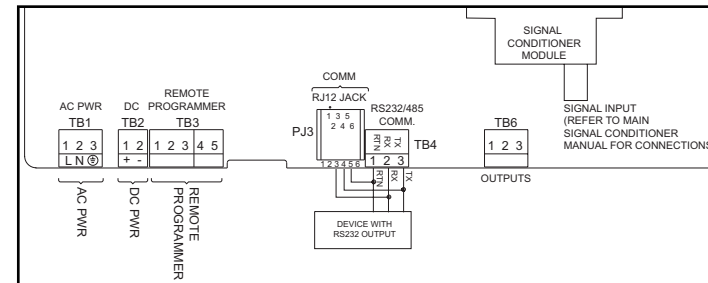 SIGNAL
CONDITIONER
MODULE
SIGNAL INPUT
(REFER TO MAIN
SIGNAL CONDITIONER
MANUAL FOR CONNECTIONS
AC PWR
TB1
1 2 3
L N
AC PWR
DC
TB2
1 2
+ -
DC PWR
REMOTE
PROGRAMMER
TB3
1 2 3 4 5
REMOTE
PROGRAMMER
COMM
RJ12 JACK
1 3 5
2 4 6
PJ3
1 2 3 4 5 6
RS232/485
COMM.
RTN
RX
TX
TB4
1 2 3
RTN
RX
TX
DEVICE WITH
RS232 OUTPUT
TB6
1 2 3
OUTPUTS